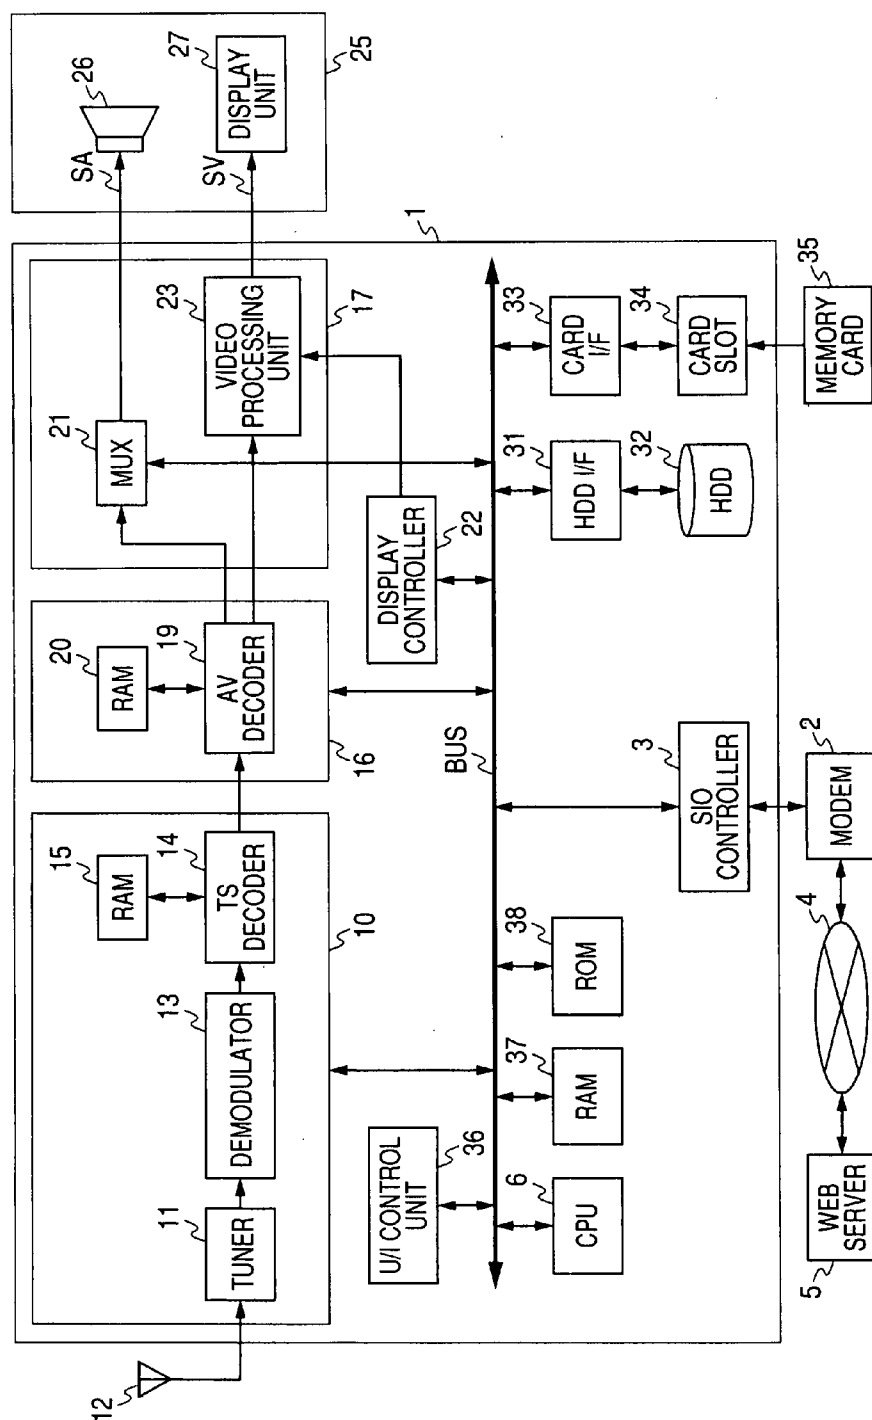 12
11
TUNER
13
DEMODULATOR
15
RAM
14
TS
DECODER
10
20
RAM
19
AV
DECODER
16
21
MUX
23
VIDEO
PROCESSING
UNIT
17
SA
26
SV
27
DISPLAY
UNIT
25
1
U/I CONTROL
UNIT
36
DISPLAY
CONTROLLER
22
BUS
6
CPU
37
RAM
38
ROM
3
SIO
CONTROLLER
31
HDD I/F
32
HDD
33
CARD
I/F
34
CARD
SLOT
5
WEB
SERVER
4
2
MODEM
35
MEMORY
CARD